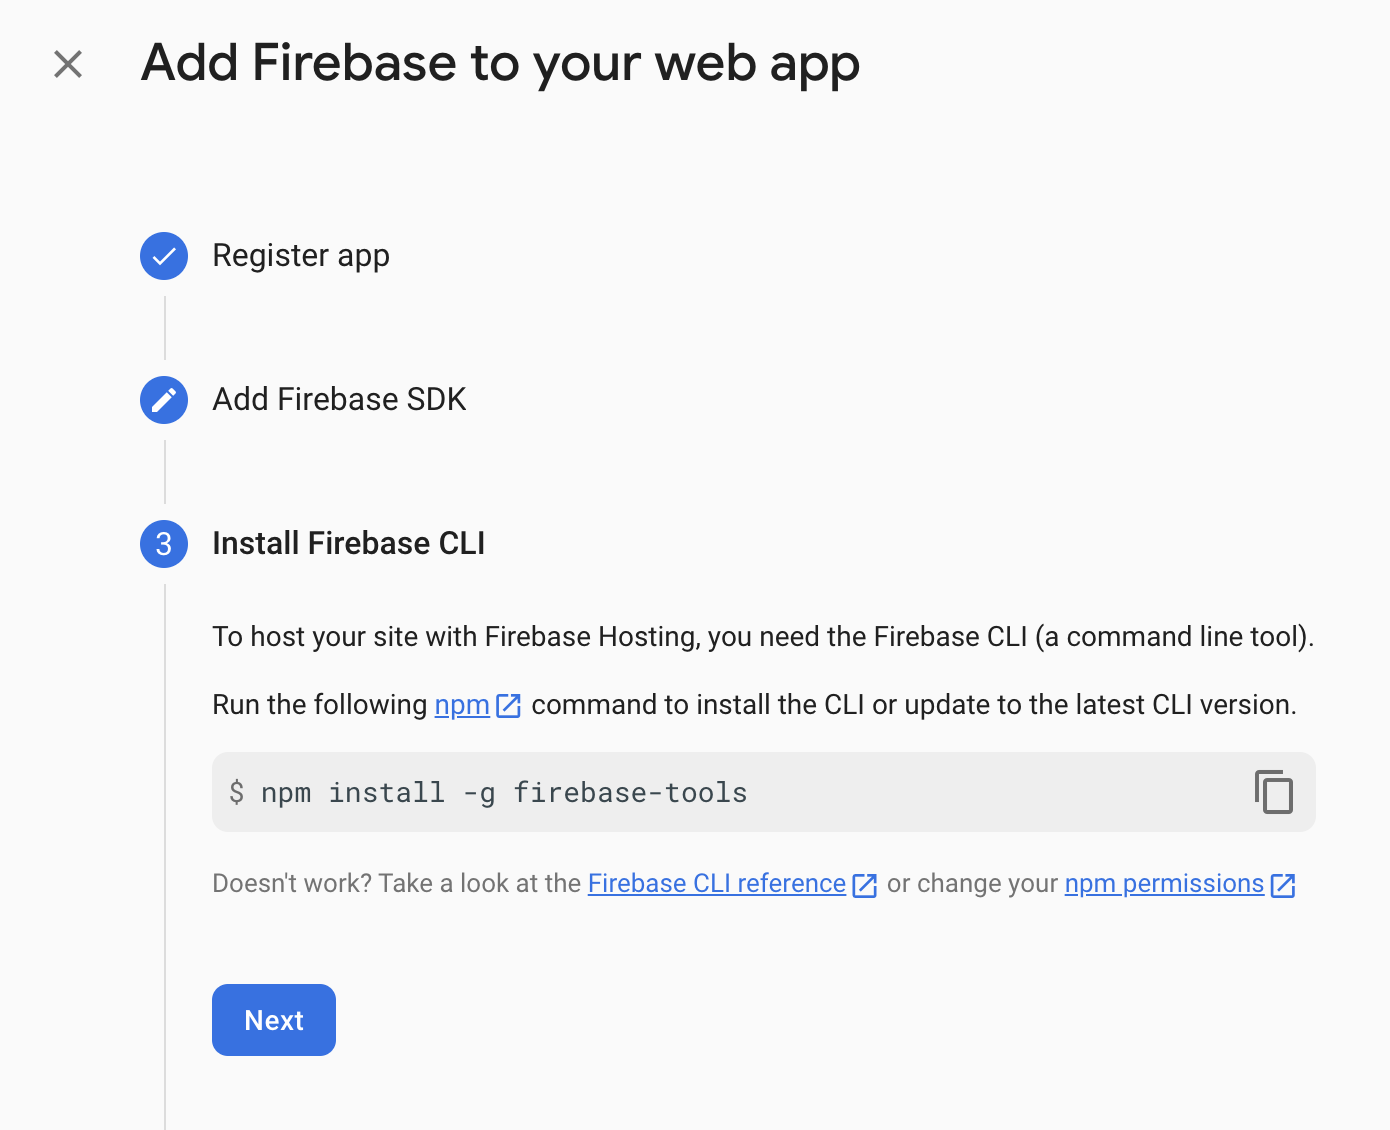 Add Firebase to your web app
Register app
Add Firebase SDK
3 Install Firebase CLI
To host your site with Firebase Hosting, you need the Firebase CLI (a command line tool).
Run the following npm command to install the CLI or update to the latest CLI version.
$ npm install -g firebase-tools
Doesn't work? Take a look at the Firebase CLI reference or change your npm permissions
Next